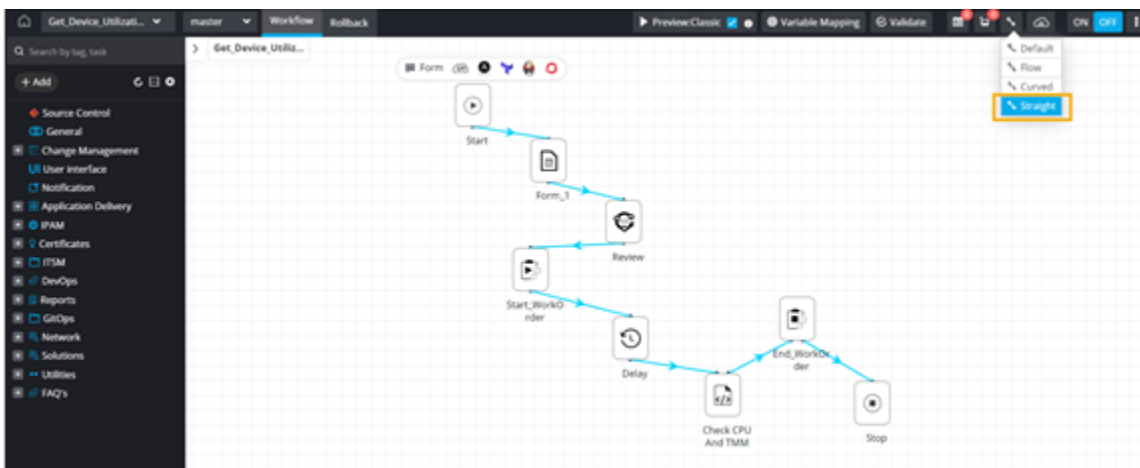 Get_Device_Utilizati...
master
Workflow
Rollback
Preview:Classic
Variable Mapping
Validate
ON OFF
Search by tag, task
Get_Device_Utiliz...
Default
Flow
Curved
Straight
+ Add
Form
Source Control
General
Change Management
UI User interface
Notification
Application Delivery
IPAM
Certificates
ITSM
DevOps
Reports
GitOps
Network
Solutions
Utilities
FAQ's
Start
Form_1
Review
Start_WorkO
rder
Delay
End_WorkOr
der
Check CPU
And TMM
Stop